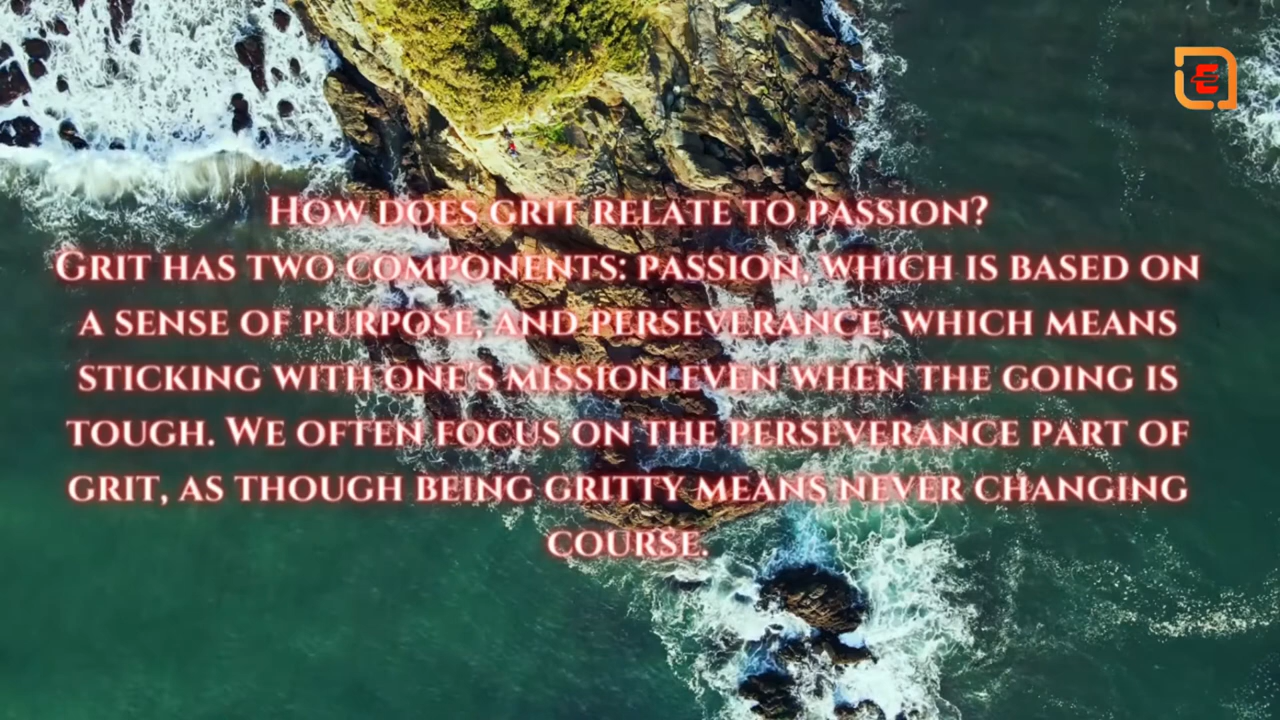 How does grit relate to passion?
Grit has two components: passion, which is based on
a sense of purpose, and perseverance, which means
sticking with one's mission even when the going is
tough. We often focus on the perseverance part of
grit, as though being gritty means never changing
course.